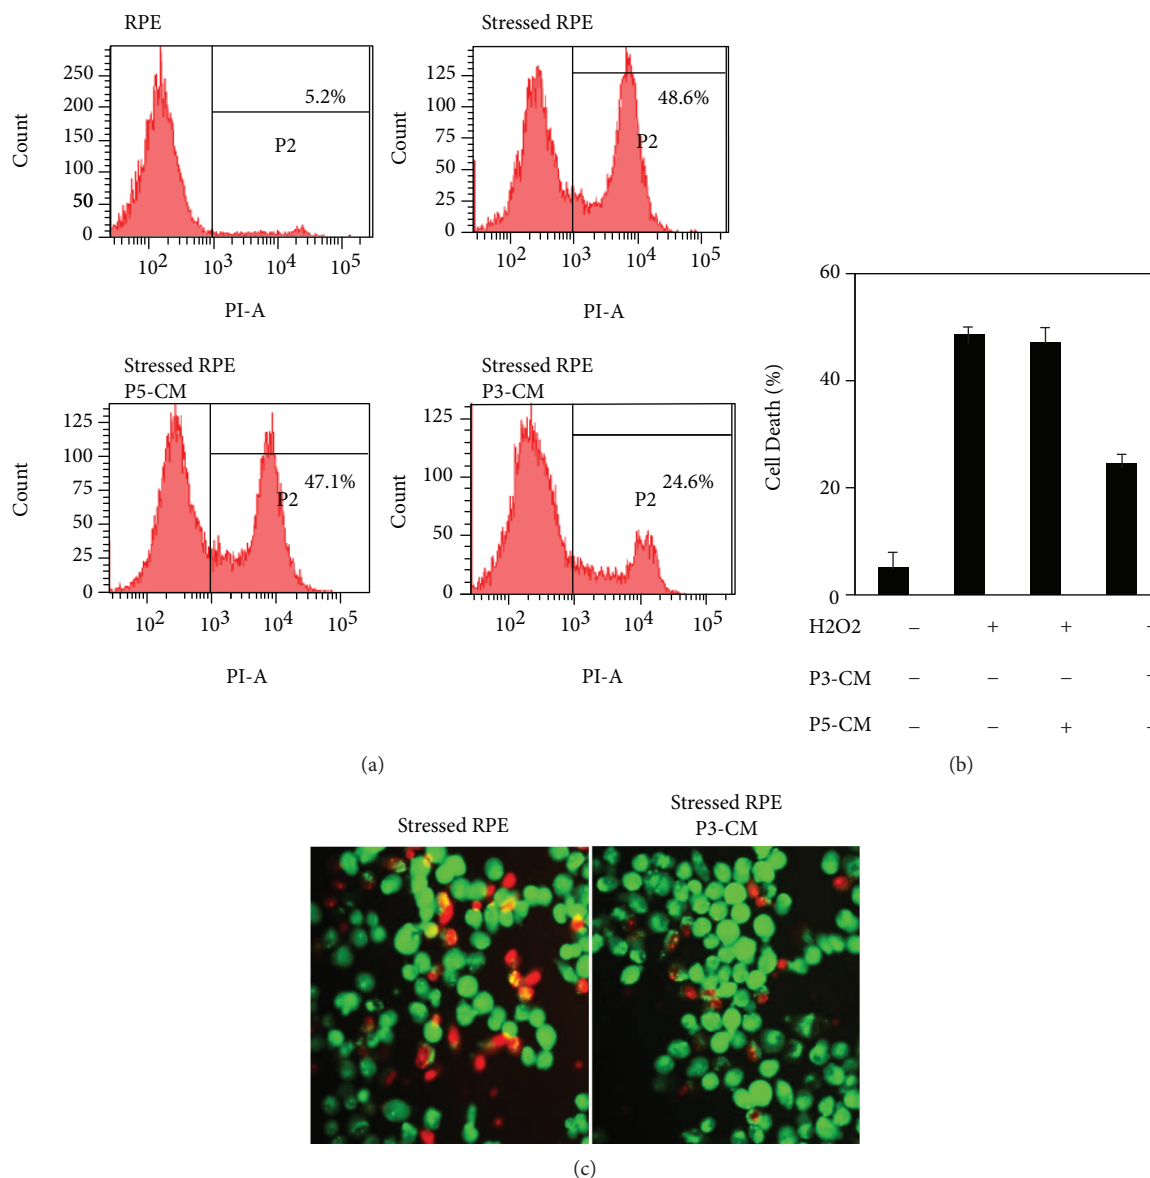 RPE
250
200
150
100
50
0
Count
5.2%
P2
10^2 10^3 10^4 10^5
PI-A
Stressed RPE
125
100
75
50
25
0
Count
48.6%
P2
10^2 10^3 10^4 10^5
PI-A
Stressed RPE
P5-CM
125
100
75
50
25
0
Count
47.1%
P2
10^2 10^3 10^4 10^5
PI-A
Stressed RPE
P3-CM
125
100
50
50
0
Count
24.6%
P2
10^2 10^3 10^4 10^5
PI-A
(a)
60
40
20
0
Cell Death (%)
H2O2 – + +
P3-CM – – –
P5-CM – – +
(b)
Stressed RPE
Stressed RPE
P3-CM
(c)